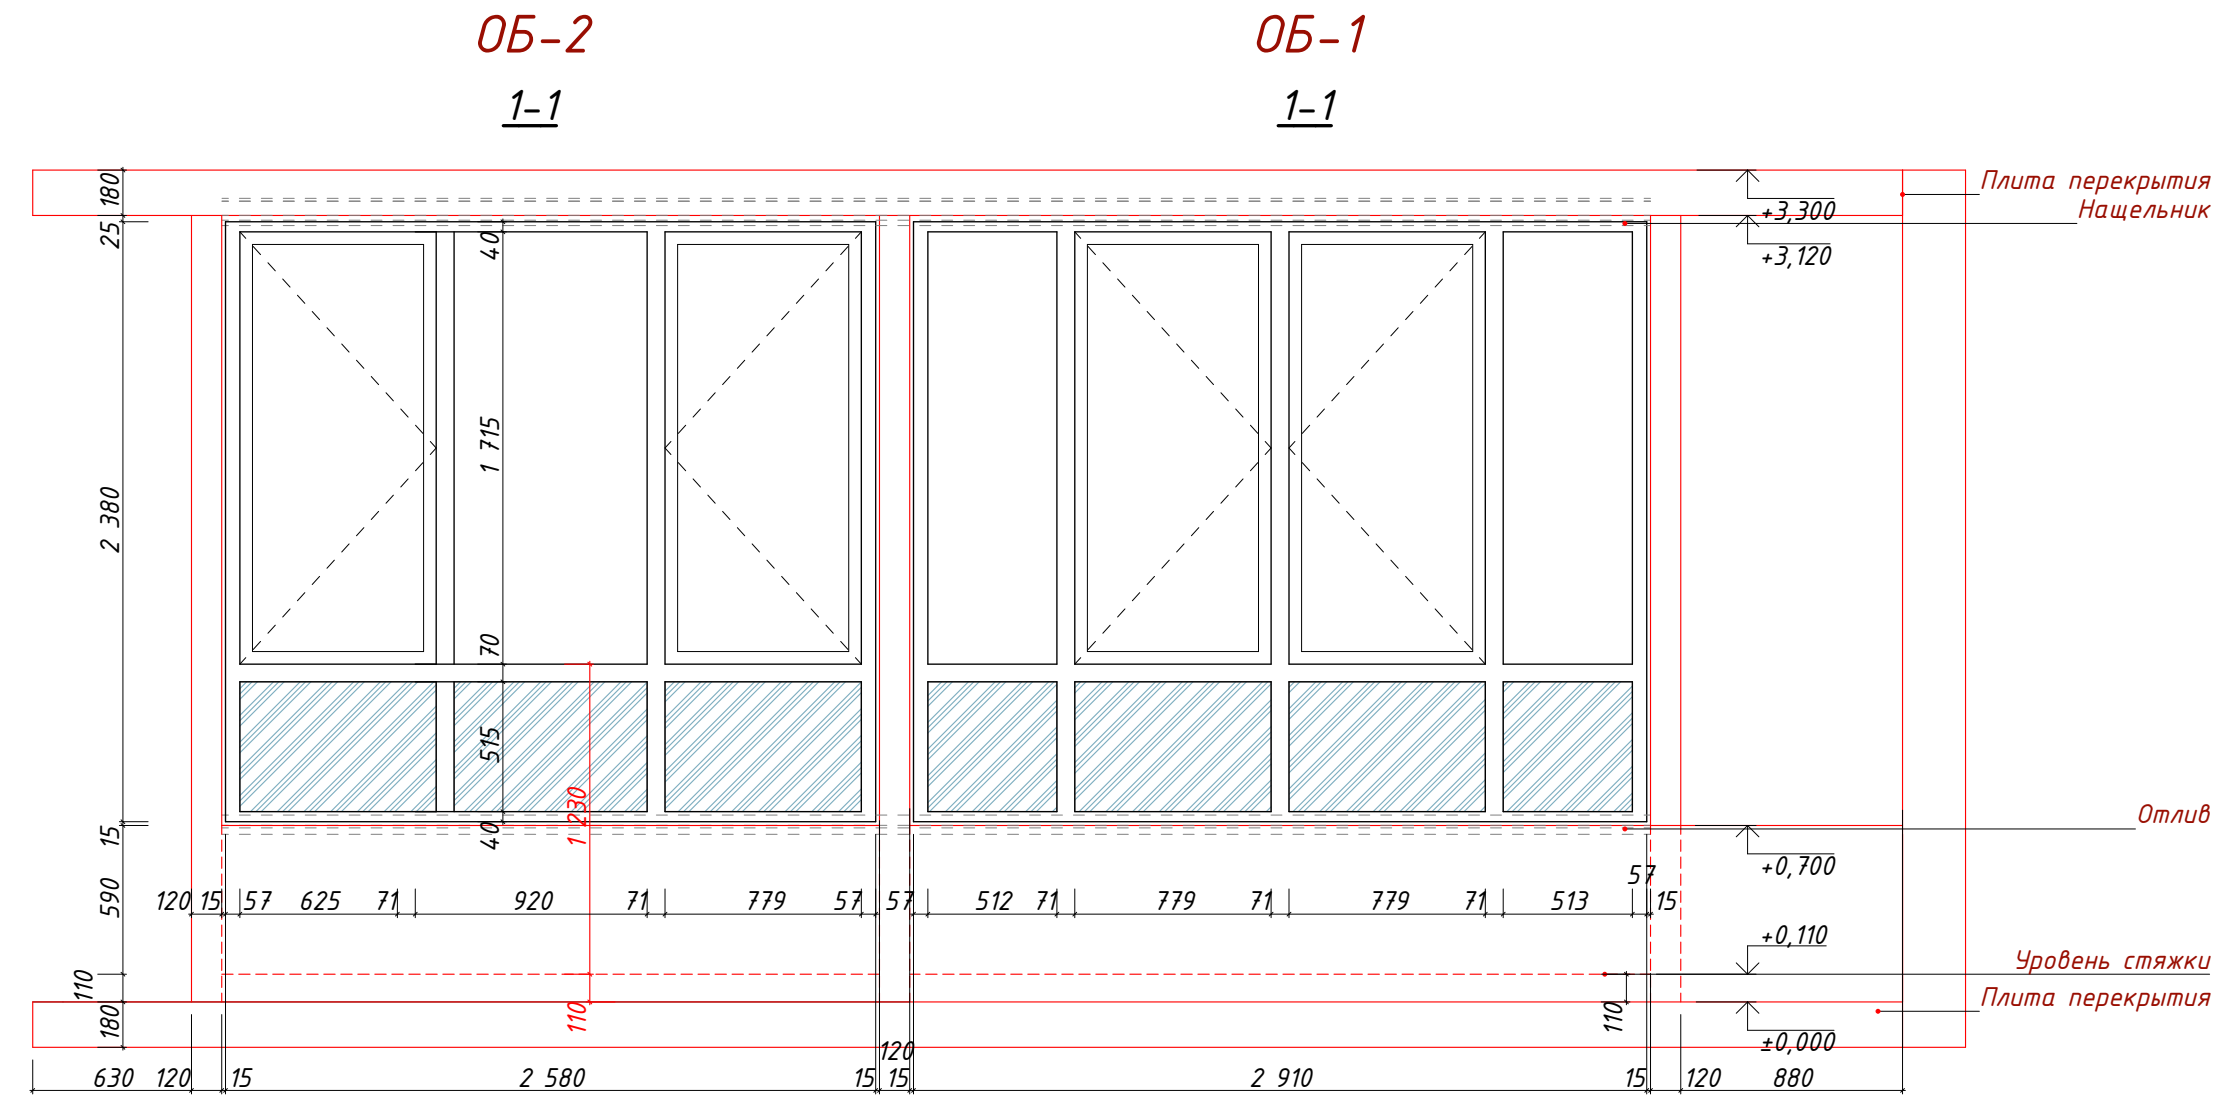 ОБ-2
ОБ-1
1-1
1-1
Плита перекрытия
Нащельник
+3,300
+3,120
180
25
2 380
15
590
110
180
40
1 715
70
515
40
1 230
110
Отлив
+0,700
57
120 15 57 625 71 920 71 779 57 57 512 71 779 71 779 71 513 15
+0,110
Уровень стяжки
Плита перекрытия
110
±0,000
120
630 120 15 2 580 15 15 2 910 15 120 880